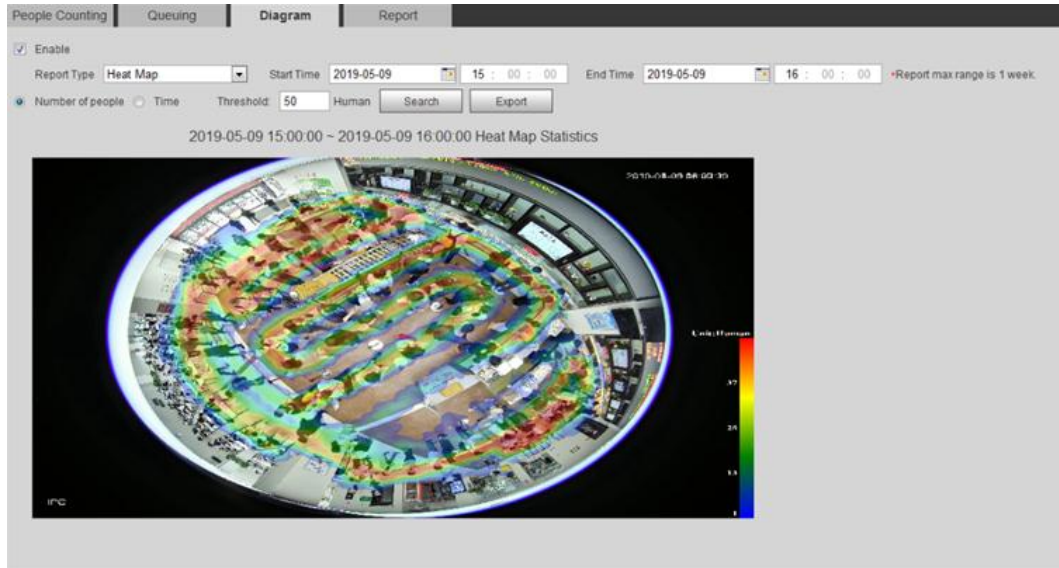 People Counting Queuing Diagram Report
Enable
Report Type Heat Map Start Time 2019-05-09 15 : 00 : 00 End Time 2019-05-09 16 : 00 : 00 *Report max range is 1 week.
Number of people Time Threshold: 50 Human Search Export
2019-05-09 15:00:00 ~ 2019-05-09 16:00:00 Heat Map Statistics
Unit:Human
37
1
IPC